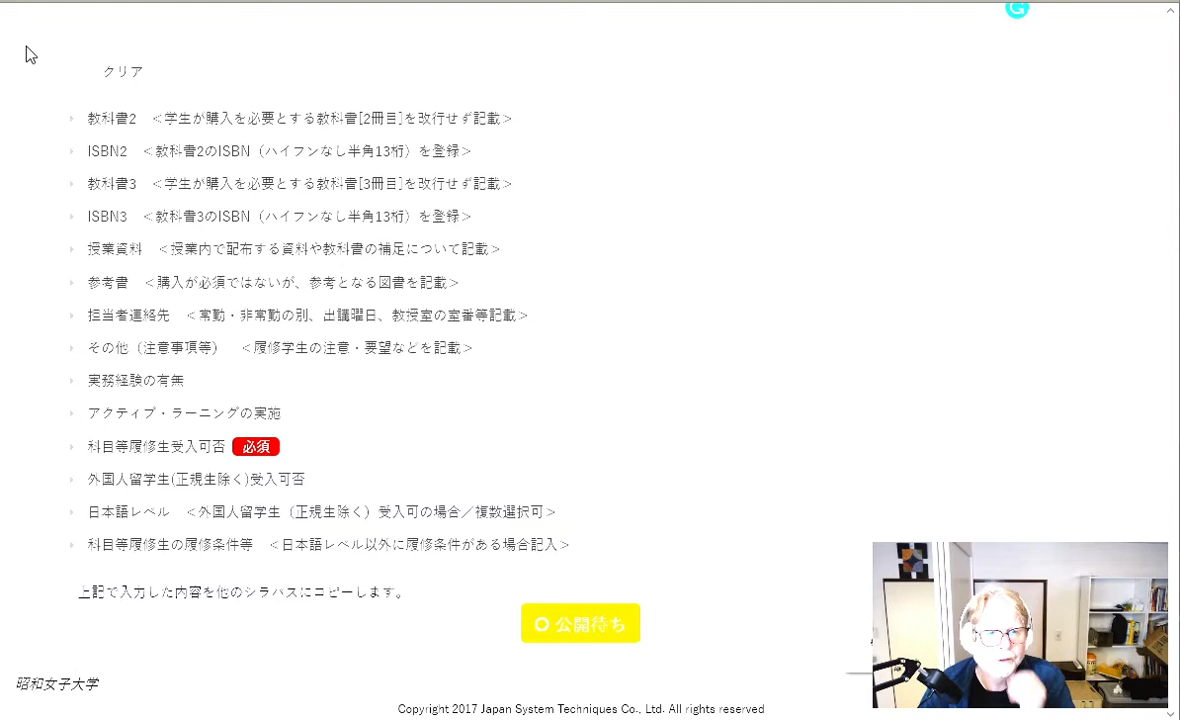 クリア
教科書2　＜学生が購入を必要とする教科書[2冊目]を改行せず記載＞
ISBN2　＜教科書2のISBN（ハイフンなし半角13桁）を登録＞
教科書3　＜学生が購入を必要とする教科書[3冊目]を改行せず記載＞
ISBN3　＜教科書3のISBN（ハイフンなし半角13桁）を登録＞
授業資料　＜授業内で配布する資料や教科書の補足について記載＞
参考書　＜購入が必須ではないが、参考となる図書を記載＞
担当者連絡先　＜常勤・非常勤の別、出講曜日、教授室の室番等記載＞
その他（注意事項等）　＜履修学生の注意・要望などを記載＞
実務経験の有無
アクティブ・ラーニングの実施
科目等履修生受入可否 必須
外国人留学生(正規生除く)受入可否
日本語レベル　＜外国人留学生（正規生除く）受入可の場合／複数選択可＞
科目等履修生の履修条件等　＜日本語レベル以外に履修条件がある場合記入＞
上記で入力した内容を他のシラバスにコピーします。
公開待ち
昭和女子大学
Copyright 2017 Japan System Techniques Co., Ltd. All rights reserved